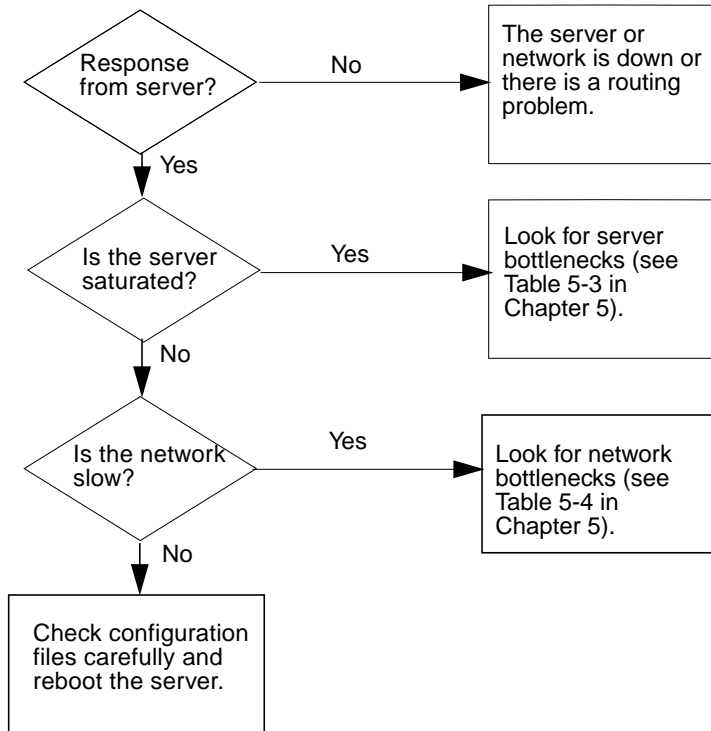 Response
from server?
No
The server or
network is down or
there is a routing
problem.
Yes
Is the server
saturated?
Yes
Look for server
bottlenecks (see
Table 5-3 in
Chapter 5).
No
Is the network
slow?
Yes
Look for network
bottlenecks (see
Table 5-4 in
Chapter 5).
No
Check configuration
files carefully and
reboot the server.